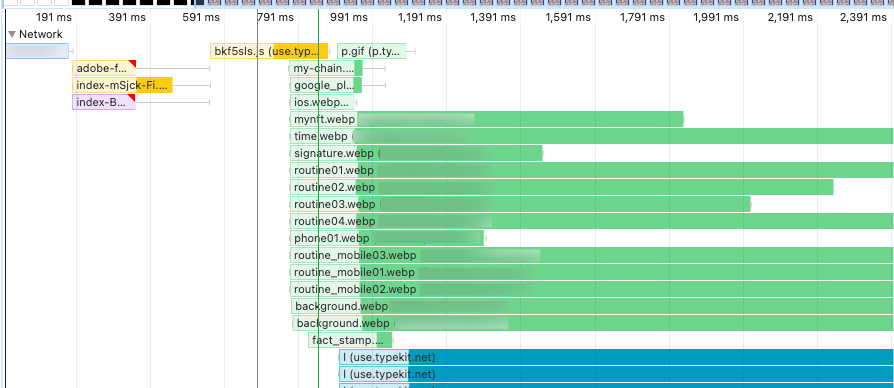 191 ms 391 ms 591 ms 791 ms 991 ms 1,191 ms 1,391 ms 1,591 ms 1,791 ms 1,991 ms 2,191 ms 2,391 ms
▼ Network
bkf5sls.js (use.typ... p.gif (p.ty...
adobe-f... my-chain....
index-mSjck-Fi.... google_pl...
index-B... ios.webp...
mynft.webp
time.webp (
signature.webp (
routine01.webp
routine02.webp
routine03.webp (
routine04.webp
phone01.webp
routine_mobile03.webp
routine_mobile01.webp
routine_mobile02.webp
background.webp
background.webp (
fact_stamp....
l (use.typekit.net)
l (use.typekit.net)